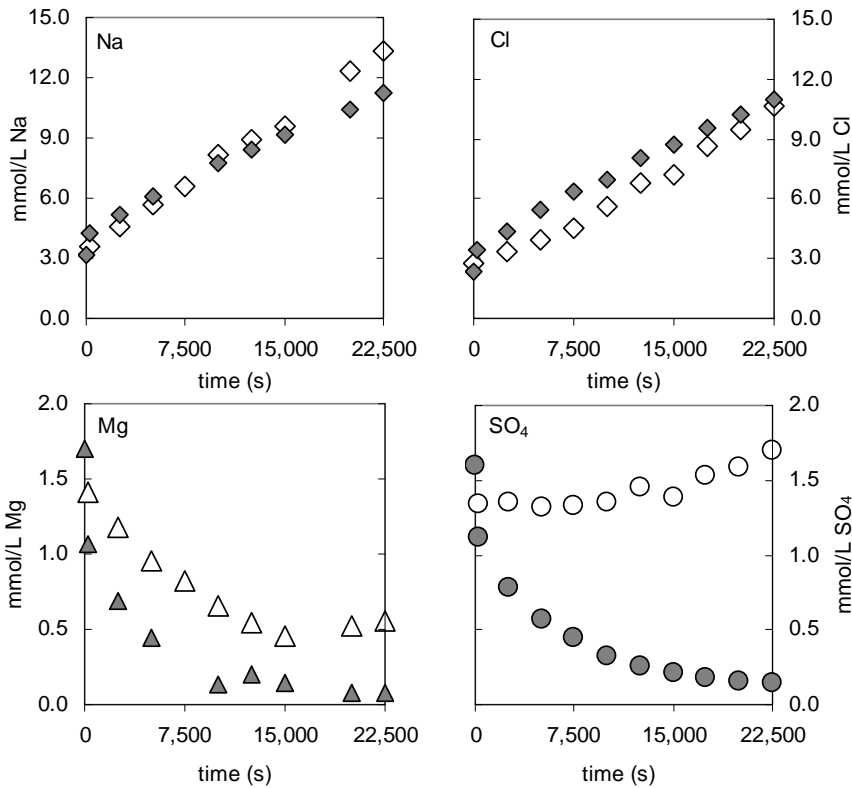 Na
15.0
12.0
9.0
6.0
3.0
0.0
mmol/L Na
0 7,500 15,000 22,500
time (s)
Cl
15.0
12.0
9.0
6.0
3.0
0.0
mmol/L Cl
0 7,500 15,000 22,500
time (s)
Mg
2.0
1.5
1.0
0.5
0.0
mmol/L Mg
0 7,500 15,000 22,500
time (s)
SO₄
2.0
1.5
1.0
0.5
0.0
mmol/L SO₄
0 7,500 15,000 22,500
time (s)